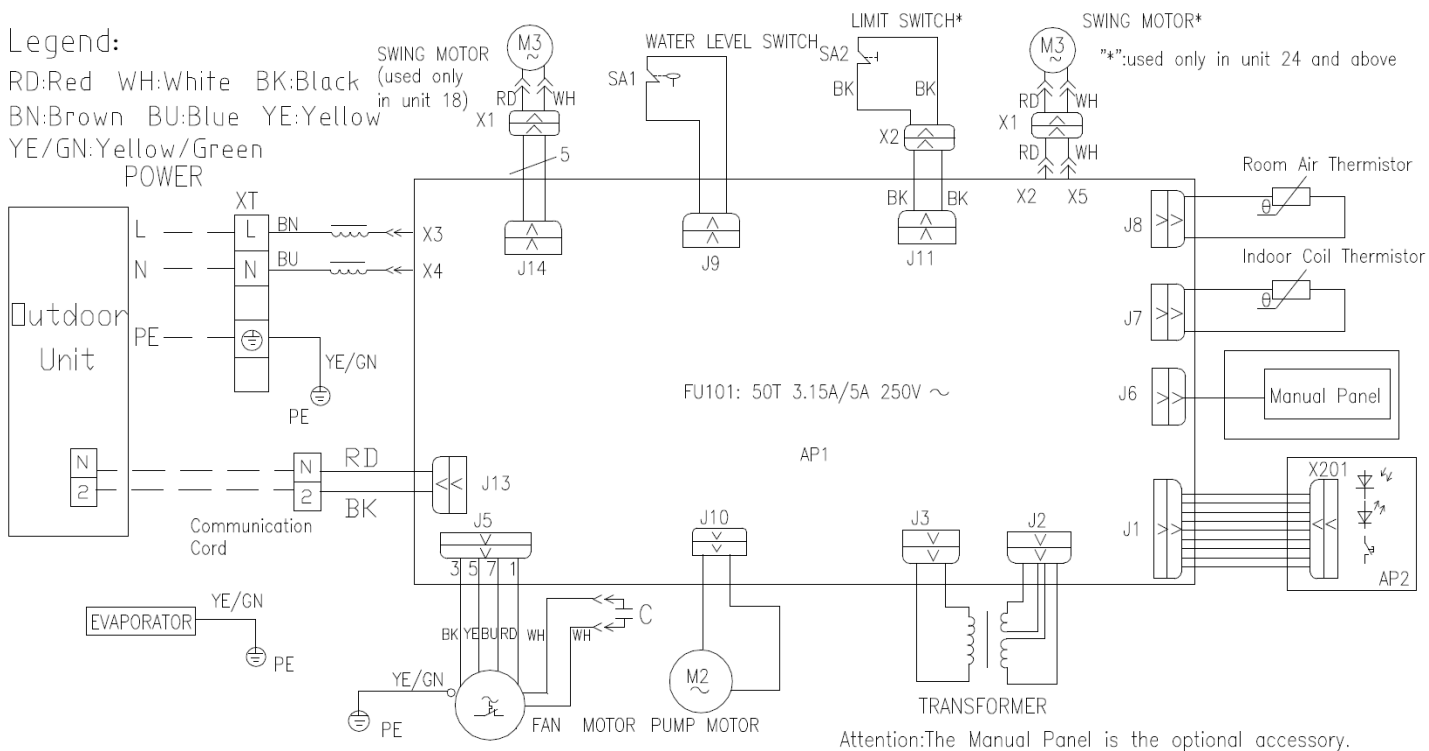 Legend:
RD:Red WH:White BK:Black
BN:Brown BU:Blue YE:Yellow
YE/GN:Yellow/Green
SWING MOTOR
(used only
in unit 18)
M3
~
RD WH
X1
5
J14
WATER LEVEL SWITCH
SA1
J9
LIMIT SWITCH*
SA2
BK BK
X2
BK BK
J11
SWING MOTOR*
M3
~
"*":used only in unit 24 and above
RD WH
X1
RD WH
X2 X5
POWER
XT
L L BN X3
N N BU X4
Outdoor
Unit
PE
YE/GN
PE
N N RD
2 2 BK
J13
Communication
Cord
Room Air Thermistor
J8
θ
Indoor Coil Thermistor
J7
θ
J6
Manual Panel
FU101: 50T 3.15A/5A 250V ~
AP1
J1
X201
AP2
J5
3 5 7 1
BK YE BU RD WH WH
C
YE/GN
PE
FAN MOTOR
J10
M2
~
PUMP MOTOR
J3
J2
TRANSFORMER
EVAPORATOR
YE/GN
PE
Attention:The Manual Panel is the optional accessory.